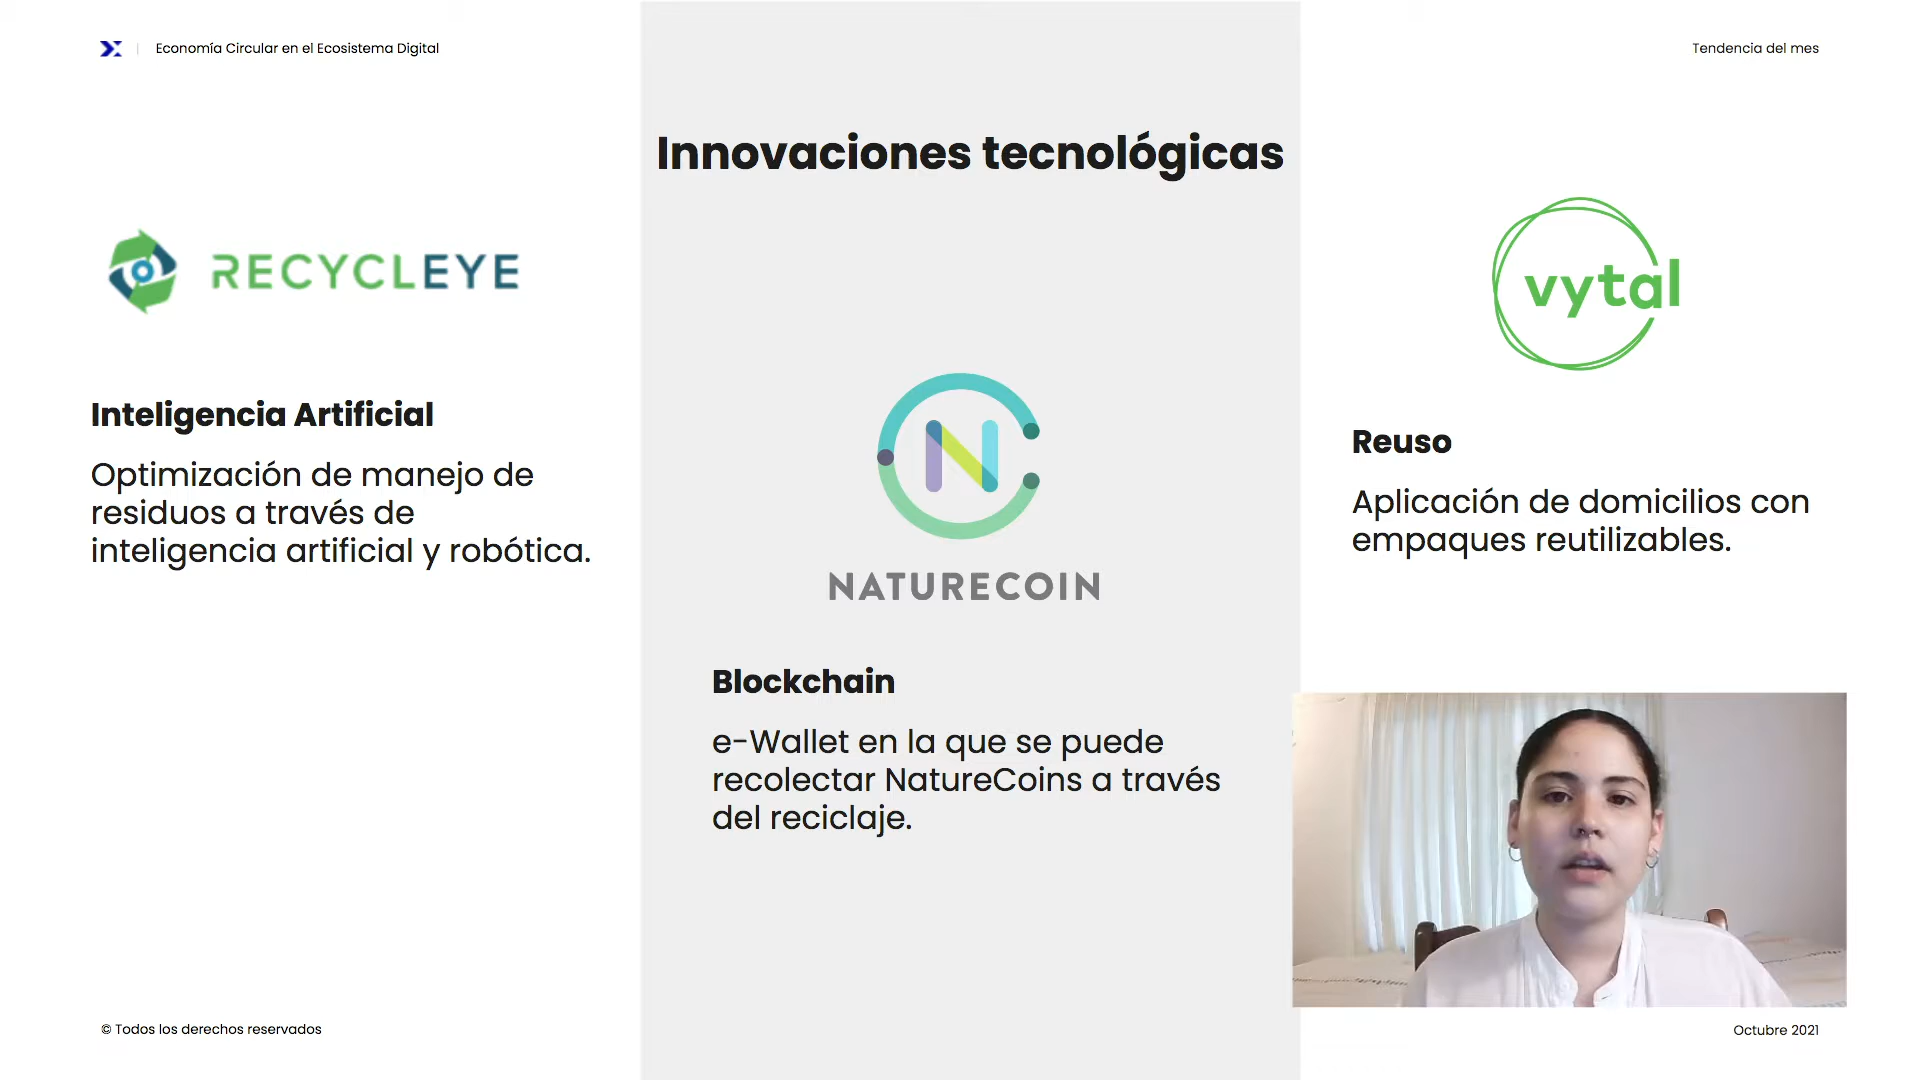 Economía Circular en el Ecosistema Digital
Tendencia del mes
Innovaciones tecnológicas
RECYCLEYE
Inteligencia Artificial
Optimización de manejo de
residuos a través de
inteligencia artificial y robótica.
N
NATURECOIN
Blockchain
e-Wallet en la que se puede
recolectar NatureCoins a través
del reciclaje.
vytal
Reuso
Aplicación de domicilios con
empaques reutilizables.
© Todos los derechos reservados
Octubre 2021